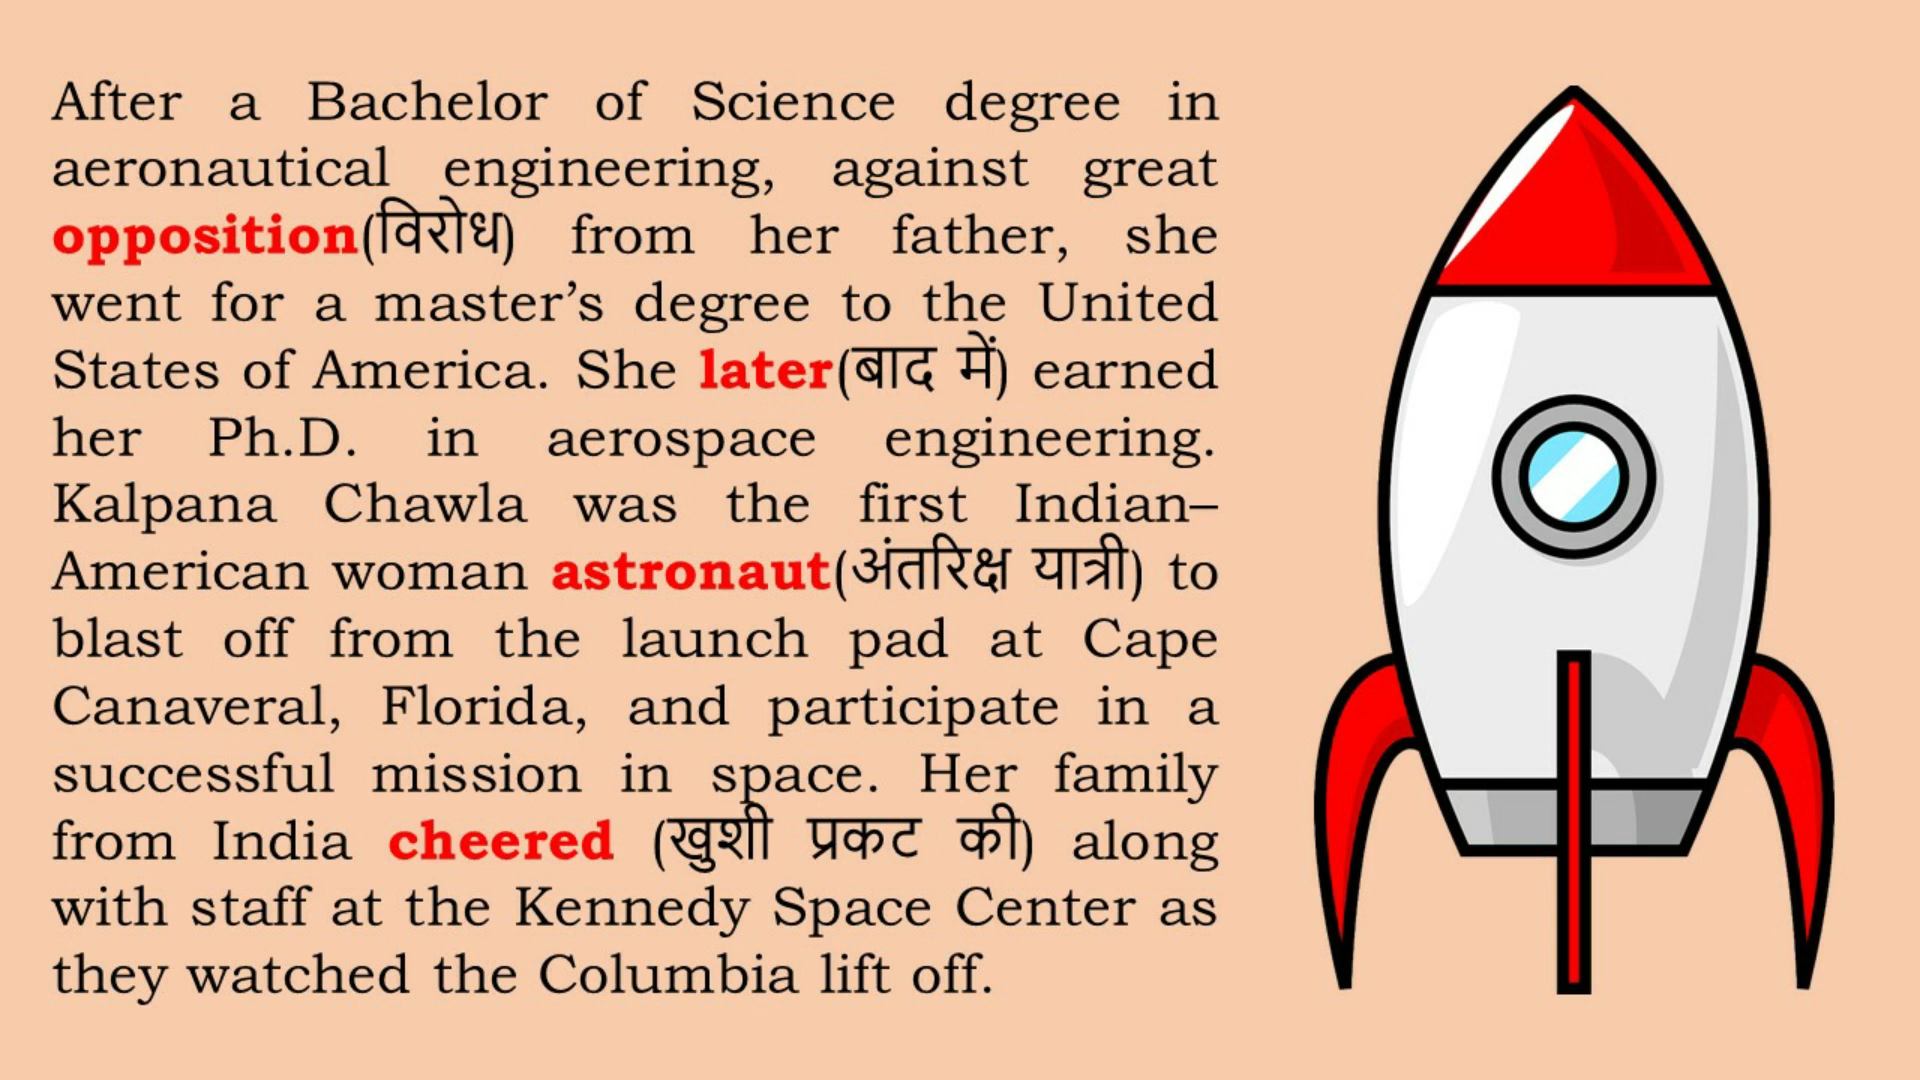 After a Bachelor of Science degree in
aeronautical engineering, against great
opposition(विरोध) from her father, she
went for a master’s degree to the United
States of America. She later(बाद में) earned
her Ph.D. in aerospace engineering.
Kalpana Chawla was the first Indian–
American woman astronaut(अंतरिक्ष यात्री) to
blast off from the launch pad at Cape
Canaveral, Florida, and participate in a
successful mission in space. Her family
from India cheered (खुशी प्रकट की) along
with staff at the Kennedy Space Center as
they watched the Columbia lift off.